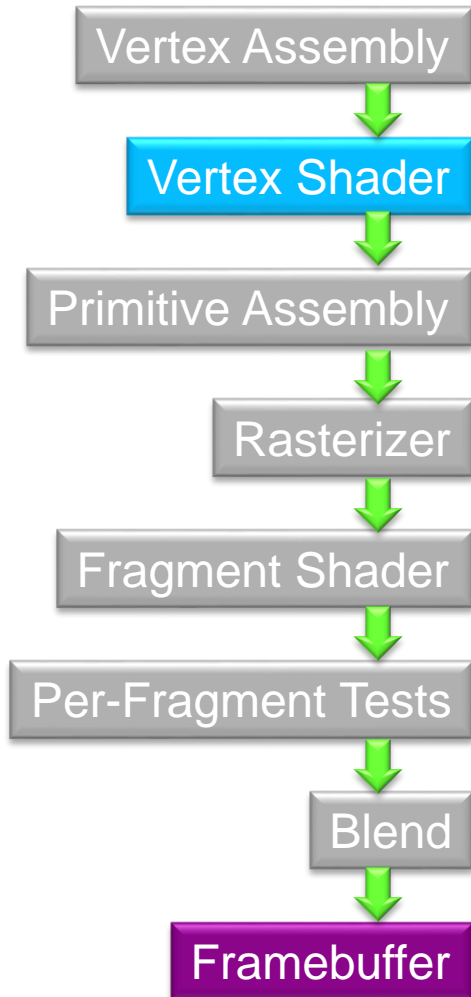 Vertex Assembly
Vertex Shader
Primitive Assembly
Rasterizer
Fragment Shader
Per-Fragment Tests
Blend
Framebuffer